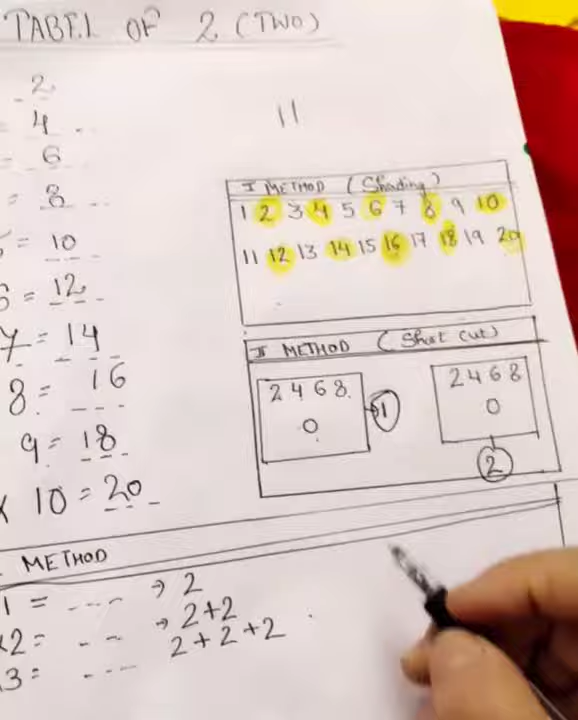 TABEL OF 2 (TWO)
2
= 4
= 6
= 8
5 = 10
6 = 12
7 = 14
8 = 16
9 = 18
x 10 = 20
11
I METHOD (Shading)
1 2 3 4 5 6 7 8 9 10
11 12 13 14 15 16 17 18 19 20
II METHOD (Short cut)
2 4 6 8
0
1
2 4 6 8
0
2
METHOD
1 = ---- → 2
x2 = -- → 2+2
x3 = ---- 2+2+2